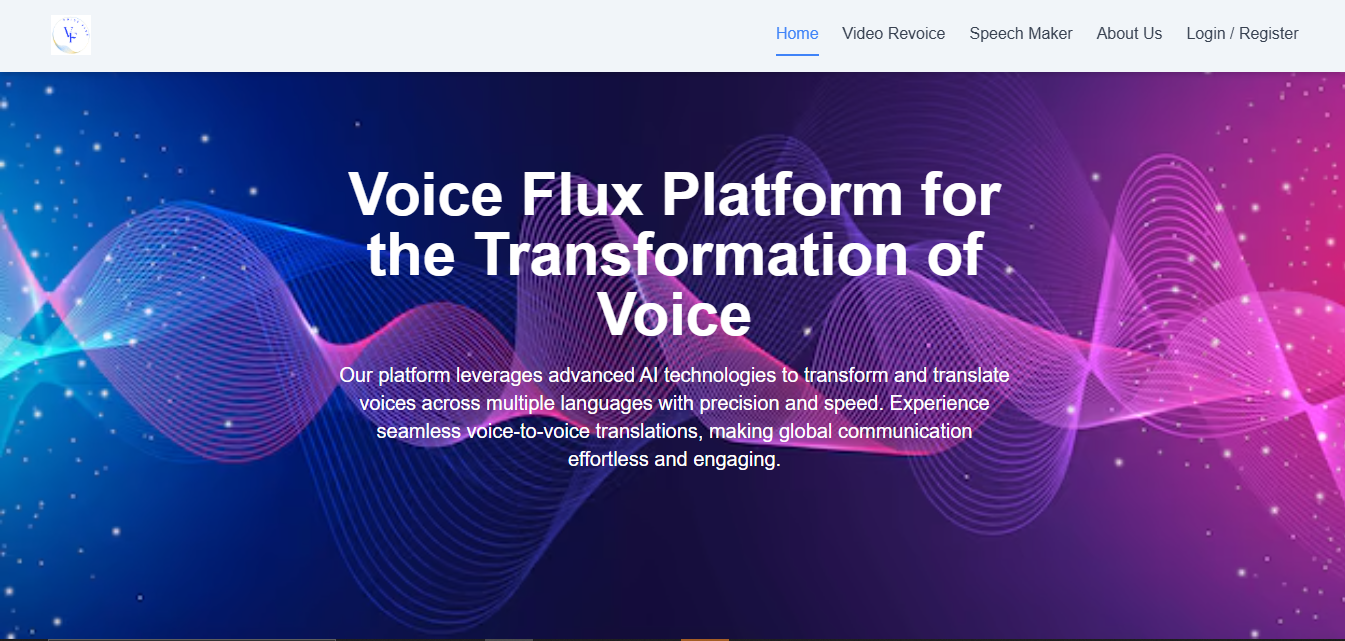 VF
Home Video Revoice Speech Maker About Us Login / Register
Voice Flux Platform for
the Transformation of
Voice
Our platform leverages advanced AI technologies to transform and translate
voices across multiple languages with precision and speed. Experience
seamless voice-to-voice translations, making global communication
effortless and engaging.